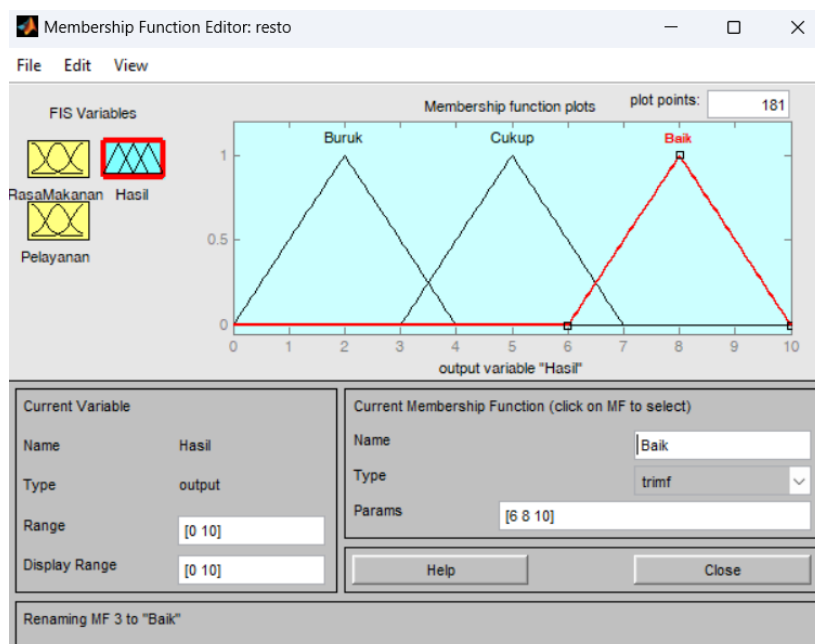 Membership Function Editor: resto
File Edit View
FIS Variables
RasaMakanan
Hasil
Pelayanan
Membership function plots
plot points: 181
Buruk Cukup Baik
1
0.5
0
0 1 2 3 4 5 6 7 8 9 10
output variable "Hasil"
Current Variable
Name Hasil
Type output
Range [0 10]
Display Range [0 10]
Current Membership Function (click on MF to select)
Name Baik
Type trimf
Params [6 8 10]
Help Close
Renaming MF 3 to "Baik"